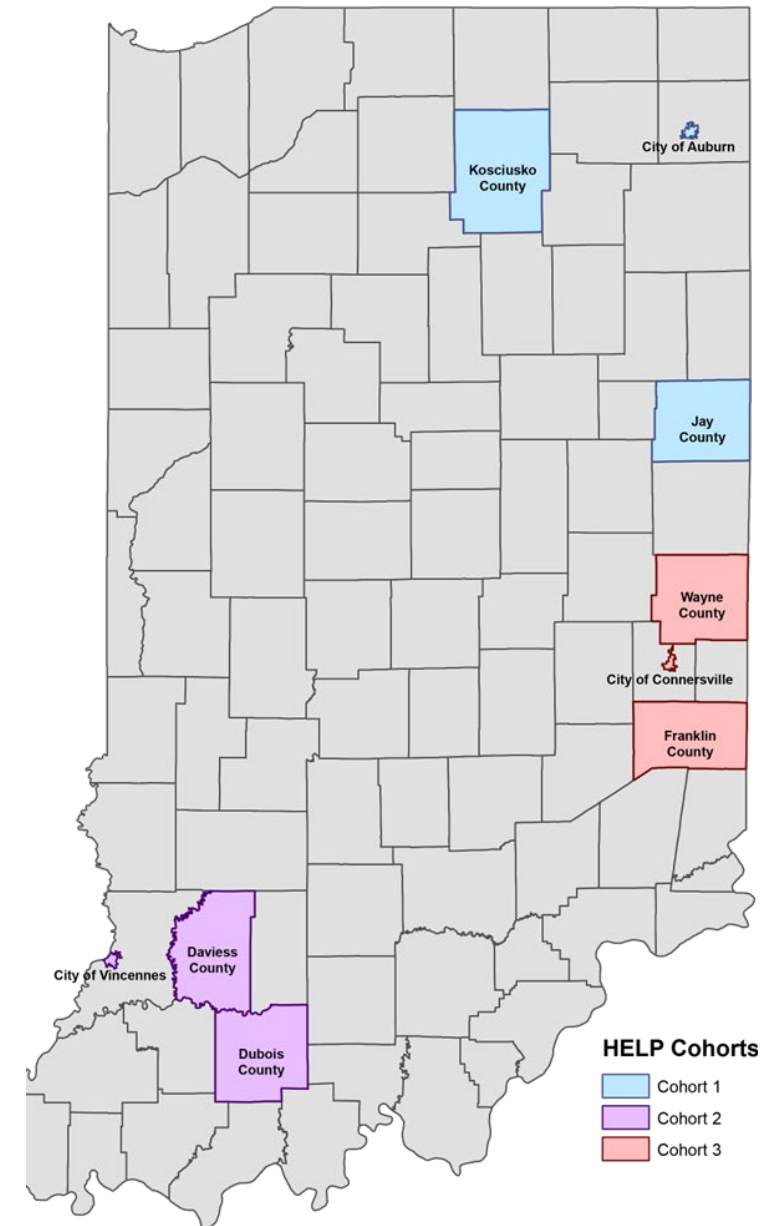 City of Auburn
Kosciusko
County
Jay
County
Wayne
County
City of Connersville
Franklin
County
Daviess
County
City of Vincennes
Dubois
County
HELP Cohorts
Cohort 1
Cohort 2
Cohort 3